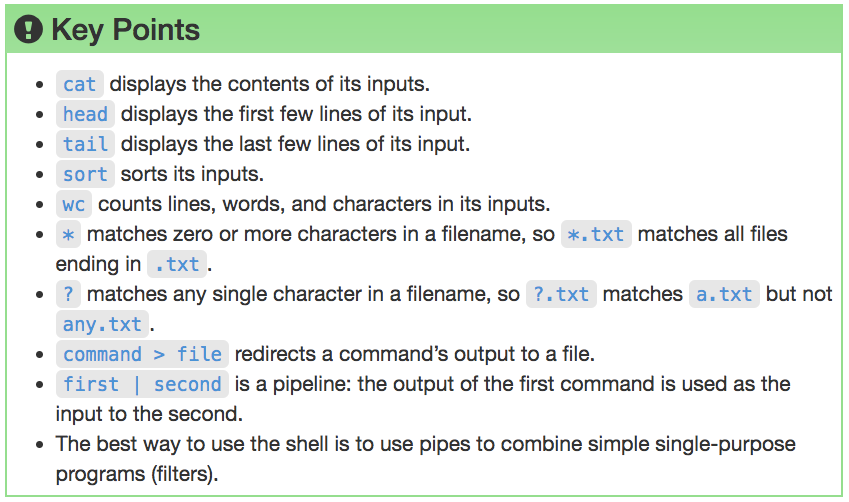 Key Points
cat displays the contents of its inputs.
head displays the first few lines of its input.
tail displays the last few lines of its input.
sort sorts its inputs.
wc counts lines, words, and characters in its inputs.
* matches zero or more characters in a filename, so *.txt matches all files
ending in .txt.
? matches any single character in a filename, so ?.txt matches a.txt but not
any.txt.
command > file redirects a command’s output to a file.
first | second is a pipeline: the output of the first command is used as the
input to the second.
The best way to use the shell is to use pipes to combine simple single-purpose
programs (filters).